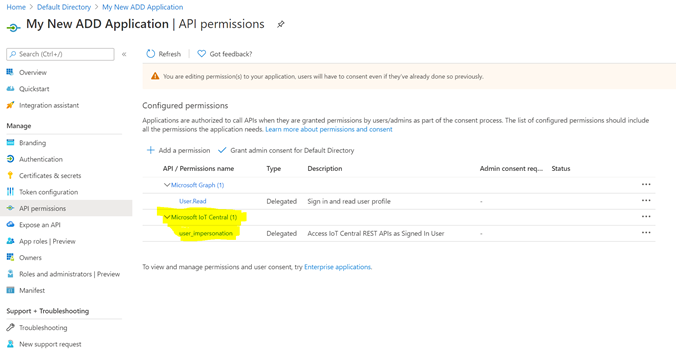 Home > Default Directory > My New ADD Application
My New ADD Application | API permissions
Search (Ctrl+/)
«
Refresh
Got feedback?
Overview
Quickstart
Integration assistant
Manage
Branding
Authentication
Certificates & secrets
Token configuration
API permissions
Expose an API
App roles | Preview
Owners
Roles and administrators | Preview
Manifest
Support + Troubleshooting
Troubleshooting
New support request
You are editing permission(s) to your application, users will have to consent even if they've already done so previously.
Configured permissions
Applications are authorized to call APIs when they are granted permissions by users/admins as part of the consent process. The list of configured permissions should include
all the permissions the application needs. Learn more about permissions and consent
Add a permission
Grant admin consent for Default Directory
API / Permissions name Type Description Admin consent req... Status
Microsoft Graph (1) ...
User.Read Delegated Sign in and read user profile - ...
Microsoft IoT Central (1) ...
user_impersonation Delegated Access IoT Central REST APIs as Signed In User - ...
To view and manage permissions and user consent, try Enterprise applications.